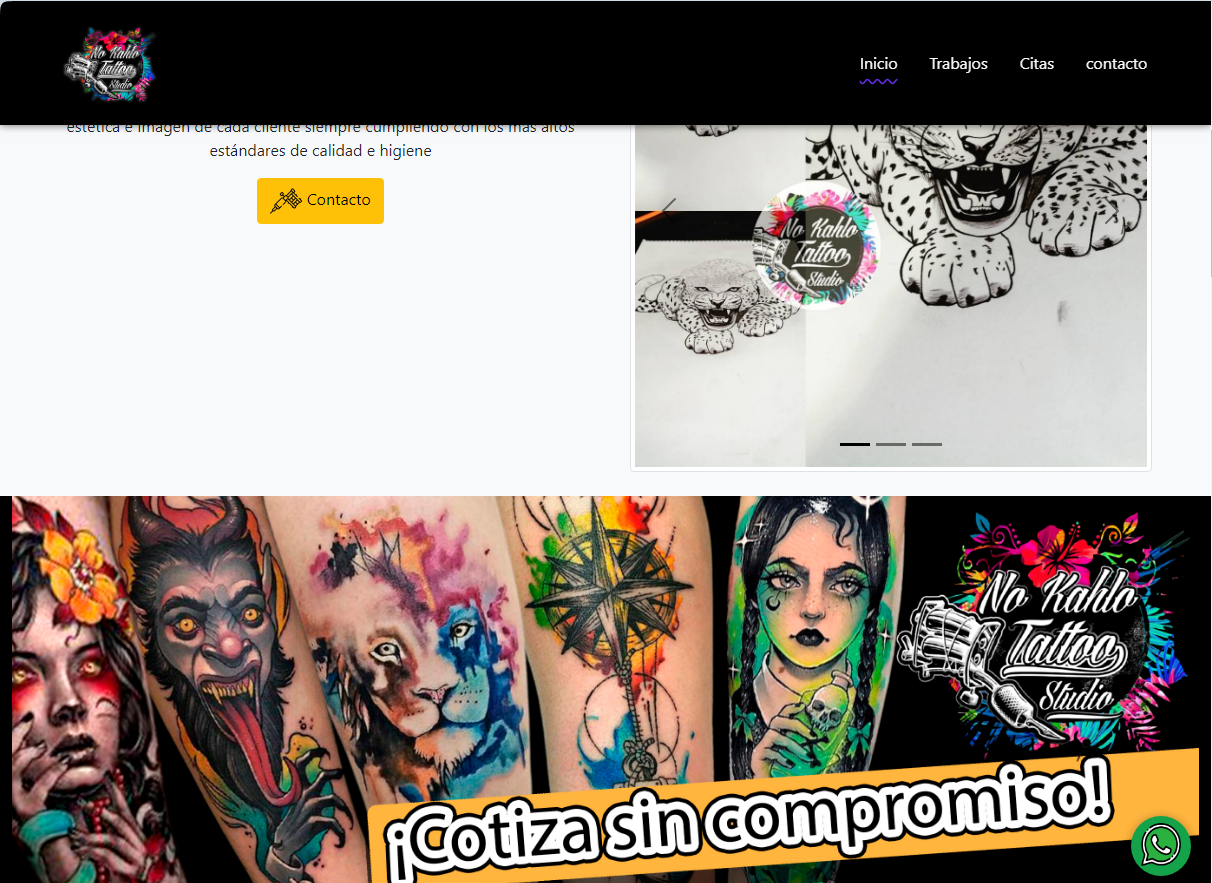 No Kahlo
Tattoo
Studio
Inicio
Trabajos
Citas
contacto
estética e imagen de cada cliente siempre cumpliendo con los más altos
estándares de calidad e higiene
Contacto
No Kahlo
Tattoo
Studio
No Kahlo
Tattoo
Studio
¡Cotiza sin compromiso!